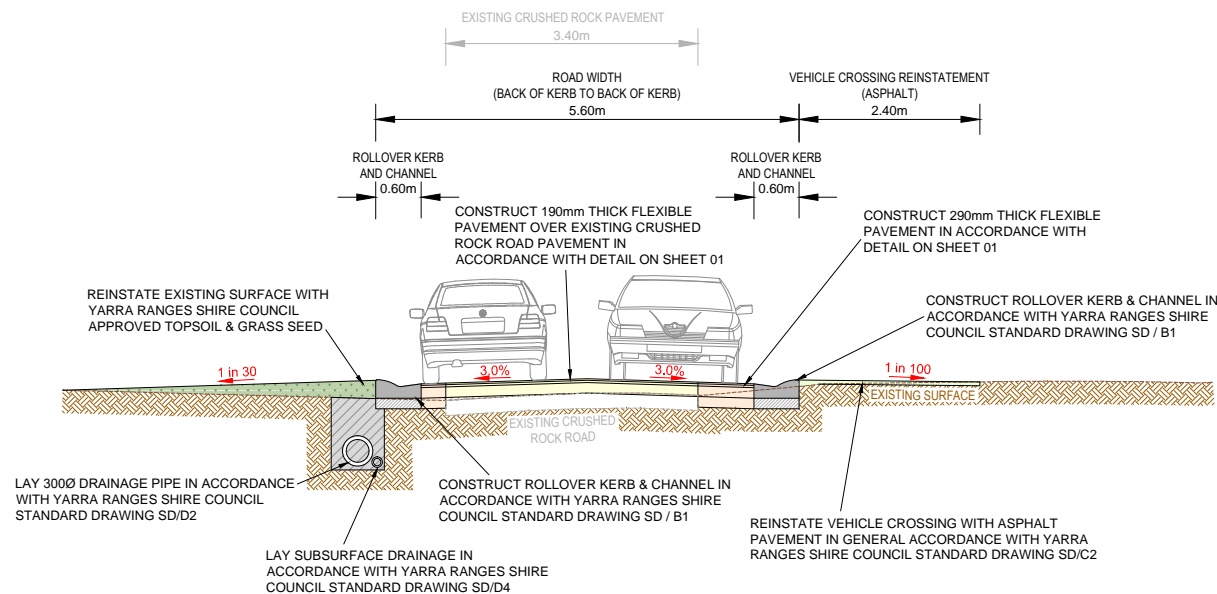 EXISTING CRUSHED ROCK PAVEMENT
3.40m
ROAD WIDTH
(BACK OF KERB TO BACK OF KERB)
5.60m
VEHICLE CROSSING REINSTATEMENT
(ASPHALT)
2.40m
ROLLOVER KERB
AND CHANNEL
0.60m
ROLLOVER KERB
AND CHANNEL
0.60m
CONSTRUCT 190mm THICK FLEXIBLE
PAVEMENT OVER EXISTING CRUSHED
ROCK ROAD PAVEMENT IN
ACCORDANCE WITH DETAIL ON SHEET 01
CONSTRUCT 290mm THICK FLEXIBLE
PAVEMENT IN ACCORDANCE WITH
DETAIL ON SHEET 01
REINSTATE EXISTING SURFACE WITH
YARRA RANGES SHIRE COUNCIL
APPROVED TOPSOIL & GRASS SEED
CONSTRUCT ROLLOVER KERB & CHANNEL IN
ACCORDANCE WITH YARRA RANGES SHIRE
COUNCIL STANDARD DRAWING SD / B1
1 in 30
3.0%
3.0%
1 in 100
EXISTING SURFACE
EXISTING CRUSHED
ROCK ROAD
LAY 300Ø DRAINAGE PIPE IN ACCORDANCE
WITH YARRA RANGES SHIRE COUNCIL
STANDARD DRAWING SD/D2
CONSTRUCT ROLLOVER KERB & CHANNEL IN
ACCORDANCE WITH YARRA RANGES SHIRE
COUNCIL STANDARD DRAWING SD / B1
REINSTATE VEHICLE CROSSING WITH ASPHALT
PAVEMENT IN GENERAL ACCORDANCE WITH YARRA
RANGES SHIRE COUNCIL STANDARD DRAWING SD/C2
LAY SUBSURFACE DRAINAGE IN
ACCORDANCE WITH YARRA RANGES SHIRE
COUNCIL STANDARD DRAWING SD/D4